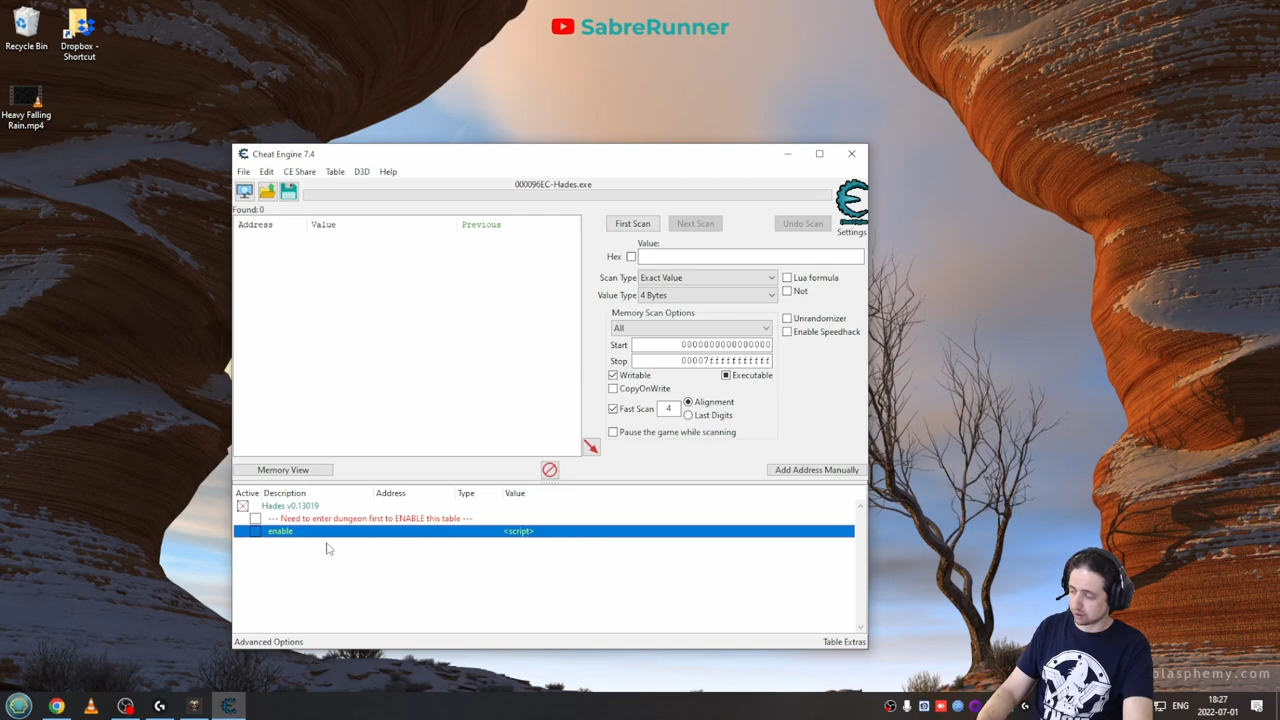 SabreRunner
Recycle Bin
Dropbox -
Shortcut
Heavy Falling
Rain.mp4
Cheat Engine 7.4
File Edit CE Share Table D3D Help
000096EC-Hades.exe
Found: 0
Address Value Previous
First Scan Next Scan Undo Scan
Cheat Engine
Settings
Value:
Hex
Scan Type Exact Value Lua formula
Not
Value Type 4 Bytes
Memory Scan Options
All
Unrandomizer
Enable Speedhack
Start 0000000000000000
Stop 00007fffffffffff
Writable Executable
CopyOnWrite
Fast Scan 4 Alignment
Last Digits
Pause the game while scanning
Memory View Add Address Manually
Active Description Address Type Value
Hades v0.13019
--- Need to enter dungeon first to ENABLE this table ---
enable <script>
Advanced Options Table Extras
blasphemy.com
ENG
18:27
2022-07-01